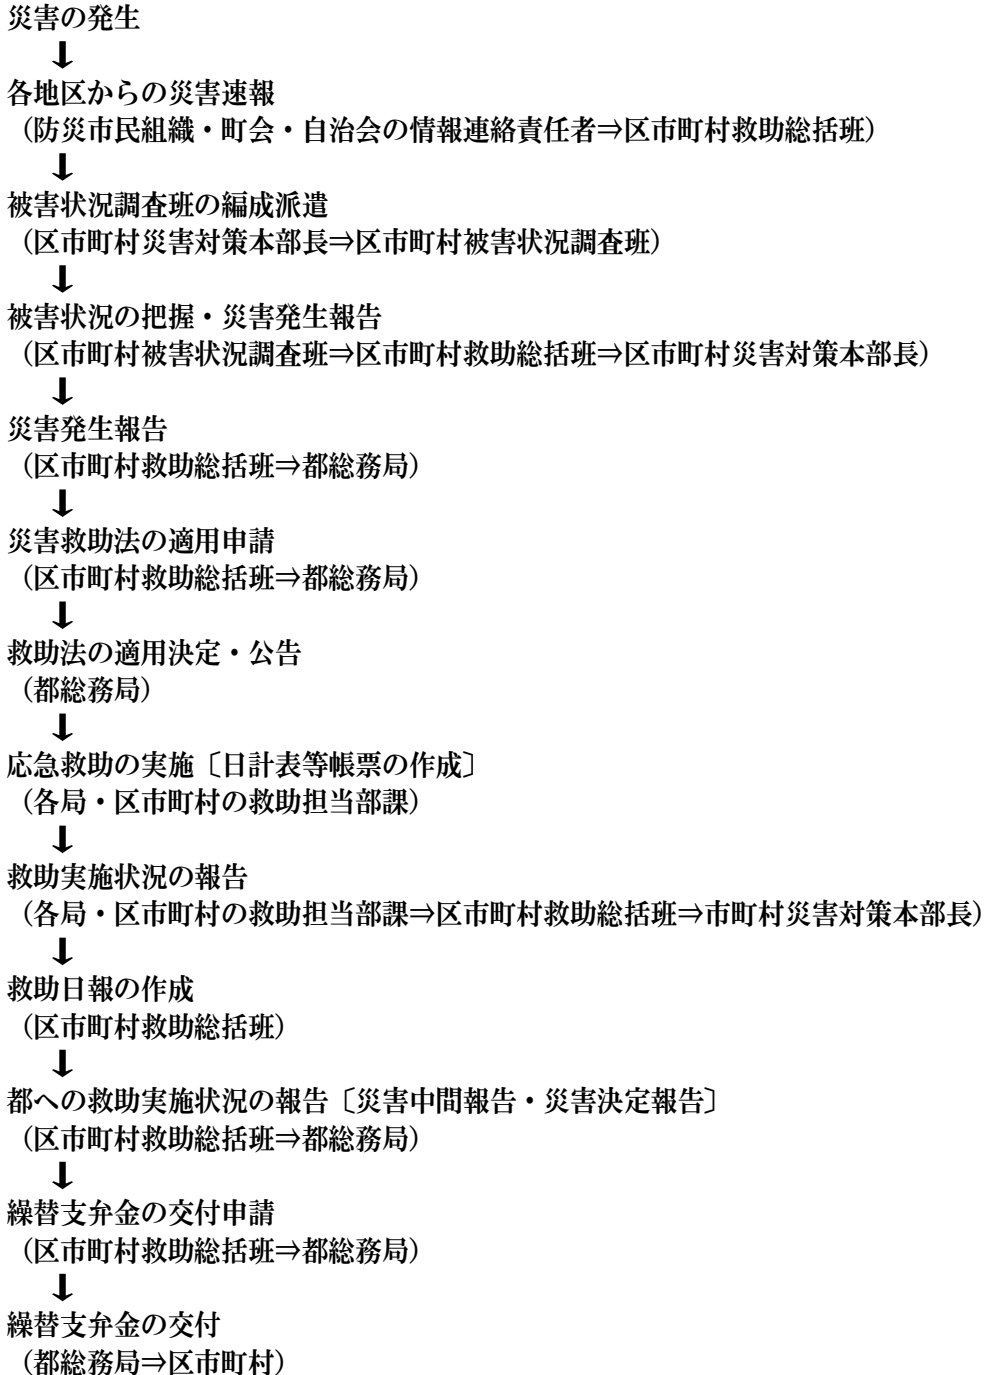 災害の発生
⬇
各地区からの災害速報
（防災市民組織・町会・自治会の情報連絡責任者⇒区市町村救助総括班）
⬇
被害状況調査班の編成派遣
（区市町村災害対策本部長⇒区市町村被害状況調査班）
⬇
被害状況の把握・災害発生報告
（区市町村被害状況調査班⇒区市町村救助総括班⇒区市町村災害対策本部長）
⬇
災害発生報告
（区市町村救助総括班⇒都総務局）
⬇
災害救助法の適用申請
（区市町村救助総括班⇒都総務局）
⬇
救助法の適用決定・公告
（都総務局）
⬇
応急救助の実施〔日計表等帳票の作成〕
（各局・区市町村の救助担当部課）
⬇
救助実施状況の報告
（各局・区市町村の救助担当部課⇒区市町村救助総括班⇒市町村災害対策本部長）
⬇
救助日報の作成
（区市町村救助総括班）
⬇
都への救助実施状況の報告〔災害中間報告・災害決定報告〕
（区市町村救助総括班⇒都総務局）
⬇
繰替支弁金の交付申請
（区市町村救助総括班⇒都総務局）
⬇
繰替支弁金の交付
（都総務局⇒区市町村）